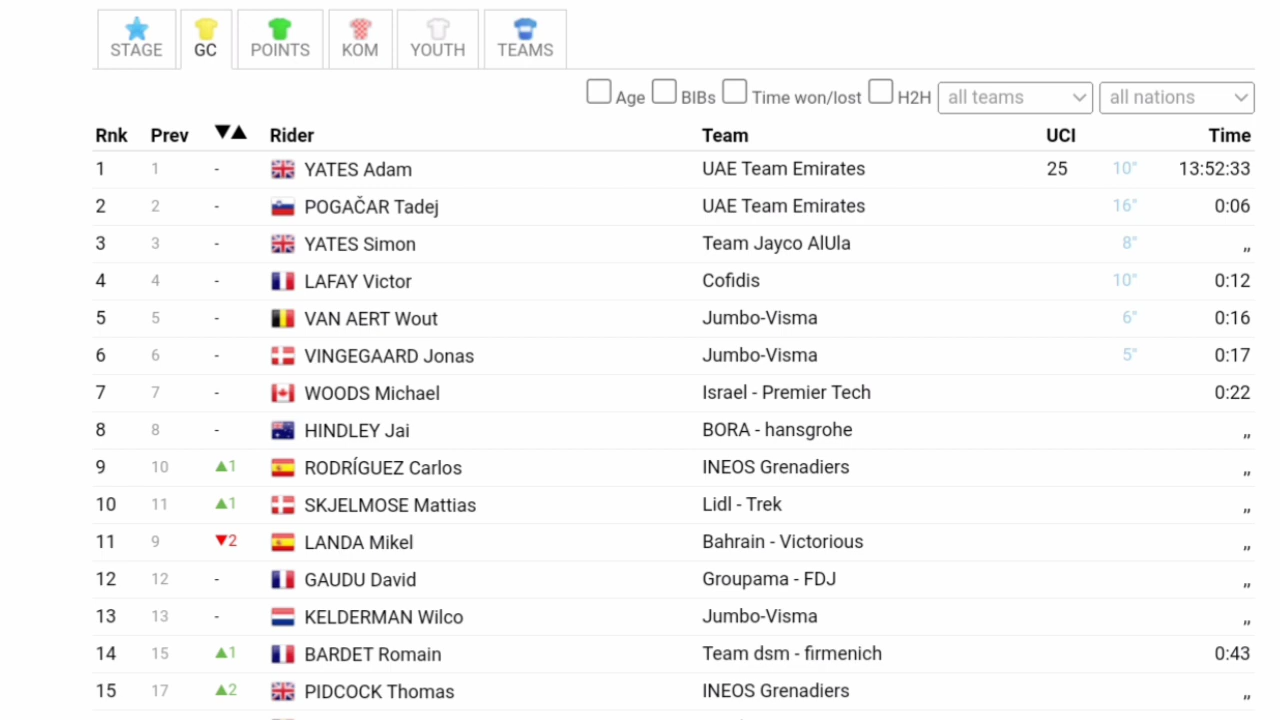 STAGE GC POINTS KOM YOUTH TEAMS
Age BIBs Time won/lost H2H all teams all nations
Rnk Prev ▼▲ Rider Team UCI Time
1 1 - YATES Adam UAE Team Emirates 25 10" 13:52:33
2 2 - POGAČAR Tadej UAE Team Emirates 16" 0:06
3 3 - YATES Simon Team Jayco AlUla 8" ,,
4 4 - LAFAY Victor Cofidis 10" 0:12
5 5 - VAN AERT Wout Jumbo-Visma 6" 0:16
6 6 - VINGEGAARD Jonas Jumbo-Visma 5" 0:17
7 7 - WOODS Michael Israel - Premier Tech 0:22
8 8 - HINDLEY Jai BORA - hansgrohe ,,
9 10 ▲1 RODRÍGUEZ Carlos INEOS Grenadiers ,,
10 11 ▲1 SKJELMOSE Mattias Lidl - Trek ,,
11 9 ▼2 LANDA Mikel Bahrain - Victorious ,,
12 12 - GAUDU David Groupama - FDJ ,,
13 13 - KELDERMAN Wilco Jumbo-Visma ,,
14 15 ▲1 BARDET Romain Team dsm - firmenich 0:43
15 17 ▲2 PIDCOCK Thomas INEOS Grenadiers ,,